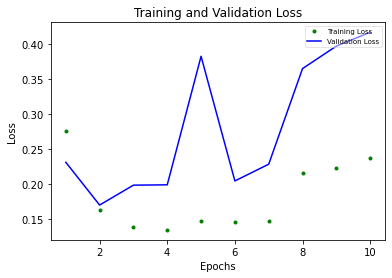 Training and Validation Loss
Training Loss
Validation Loss
0.40
0.35
0.30
0.25
0.20
0.15
Loss
2 4 6 8 10
Epochs